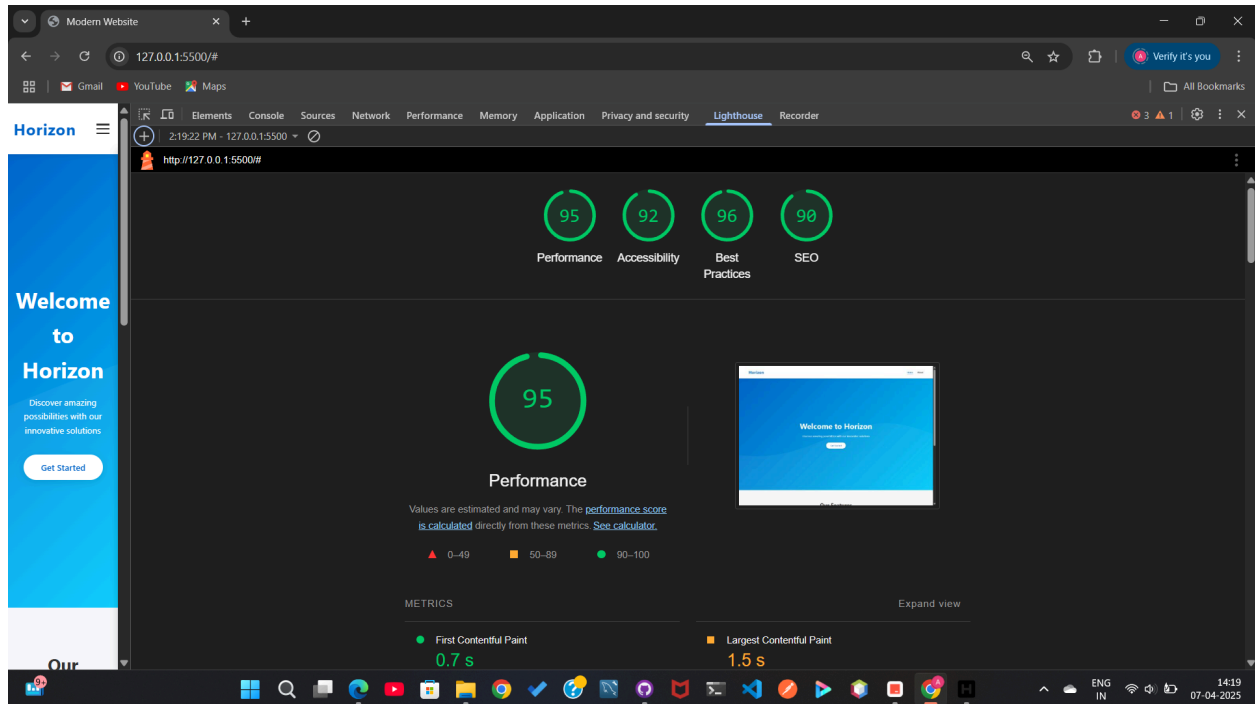 Modern Website
127.0.0.1:5500/#
Verify it's you
Gmail YouTube Maps
All Bookmarks
Elements Console Sources Network Performance Memory Application Privacy and security Lighthouse Recorder
3 1
2:19:22 PM - 127.0.0.1:5500
http://127.0.0.1:5500/#
Horizon
Welcome
to
Horizon
Discover amazing
possibilities with our
innovative solutions
Get Started
Our
95 92 96 90
Performance Accessibility Best Practices SEO
95
Performance
Values are estimated and may vary. The performance score
is calculated directly from these metrics. See calculator.
0–49 50–89 90–100
Horizon
Welcome to Horizon
Our Features
METRICS
Expand view
First Contentful Paint
0.7 s
Largest Contentful Paint
1.5 s
9+
ENG
IN
14:19
07-04-2025